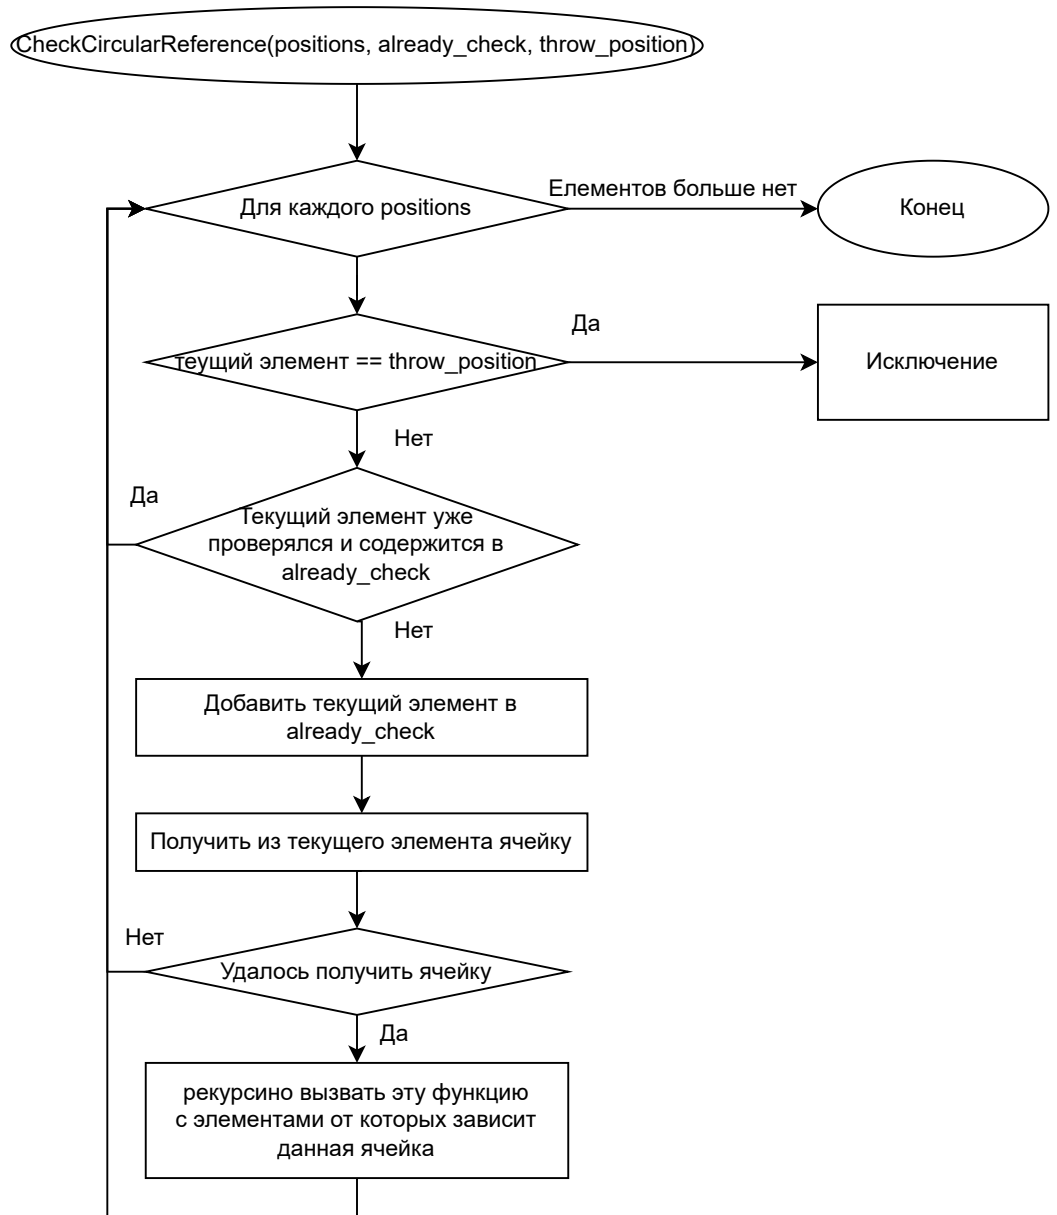 CheckCircularReference(positions, already_check, throw_position)
Для каждого positions
Елементов больше нет
Конец
теущий элемент == throw_position
Да
Исключение
Нет
Да
Текущий элемент уже
проверялся и содержится в
already_check
Нет
Добавить текущий элемент в
already_check
Получить из текущего элемента ячейку
Нет
Удалось получить ячейку
Да
рекурсино вызвать эту функцию
с элементами от которых зависит
данная ячейка